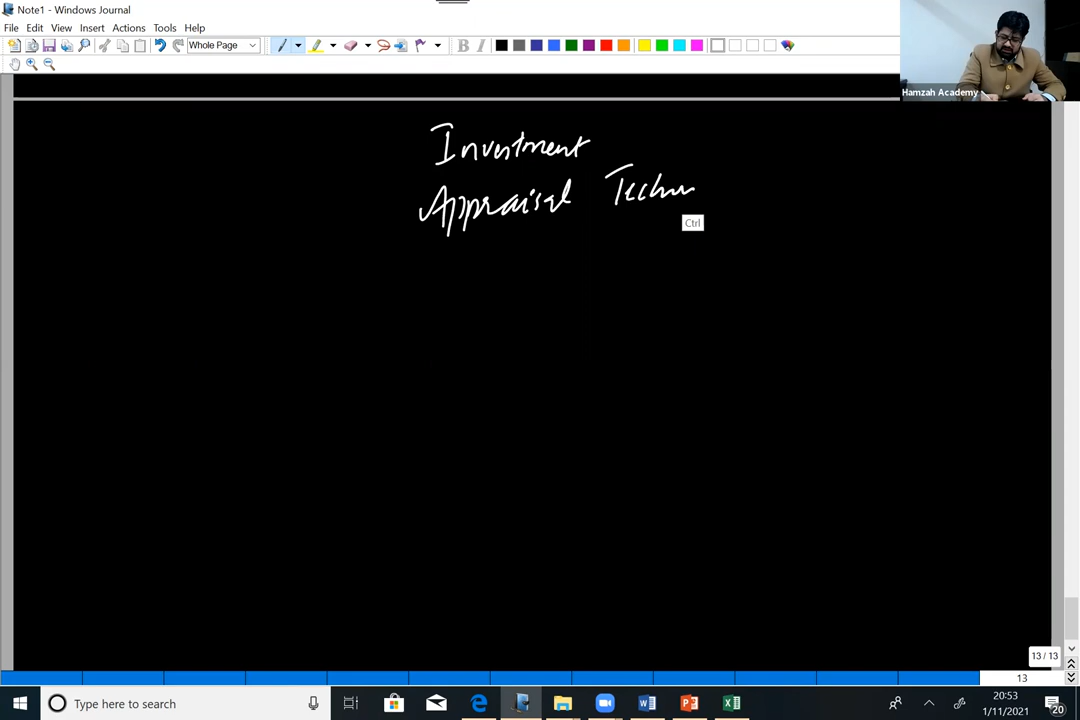 Note1 - Windows Journal
File Edit View Insert Actions Tools Help
Whole Page
B I
Hamzah Academy
Investment
Appraisal Techn
Ctrl
13 / 13
13
Type here to search
20:53
1/11/2021
20